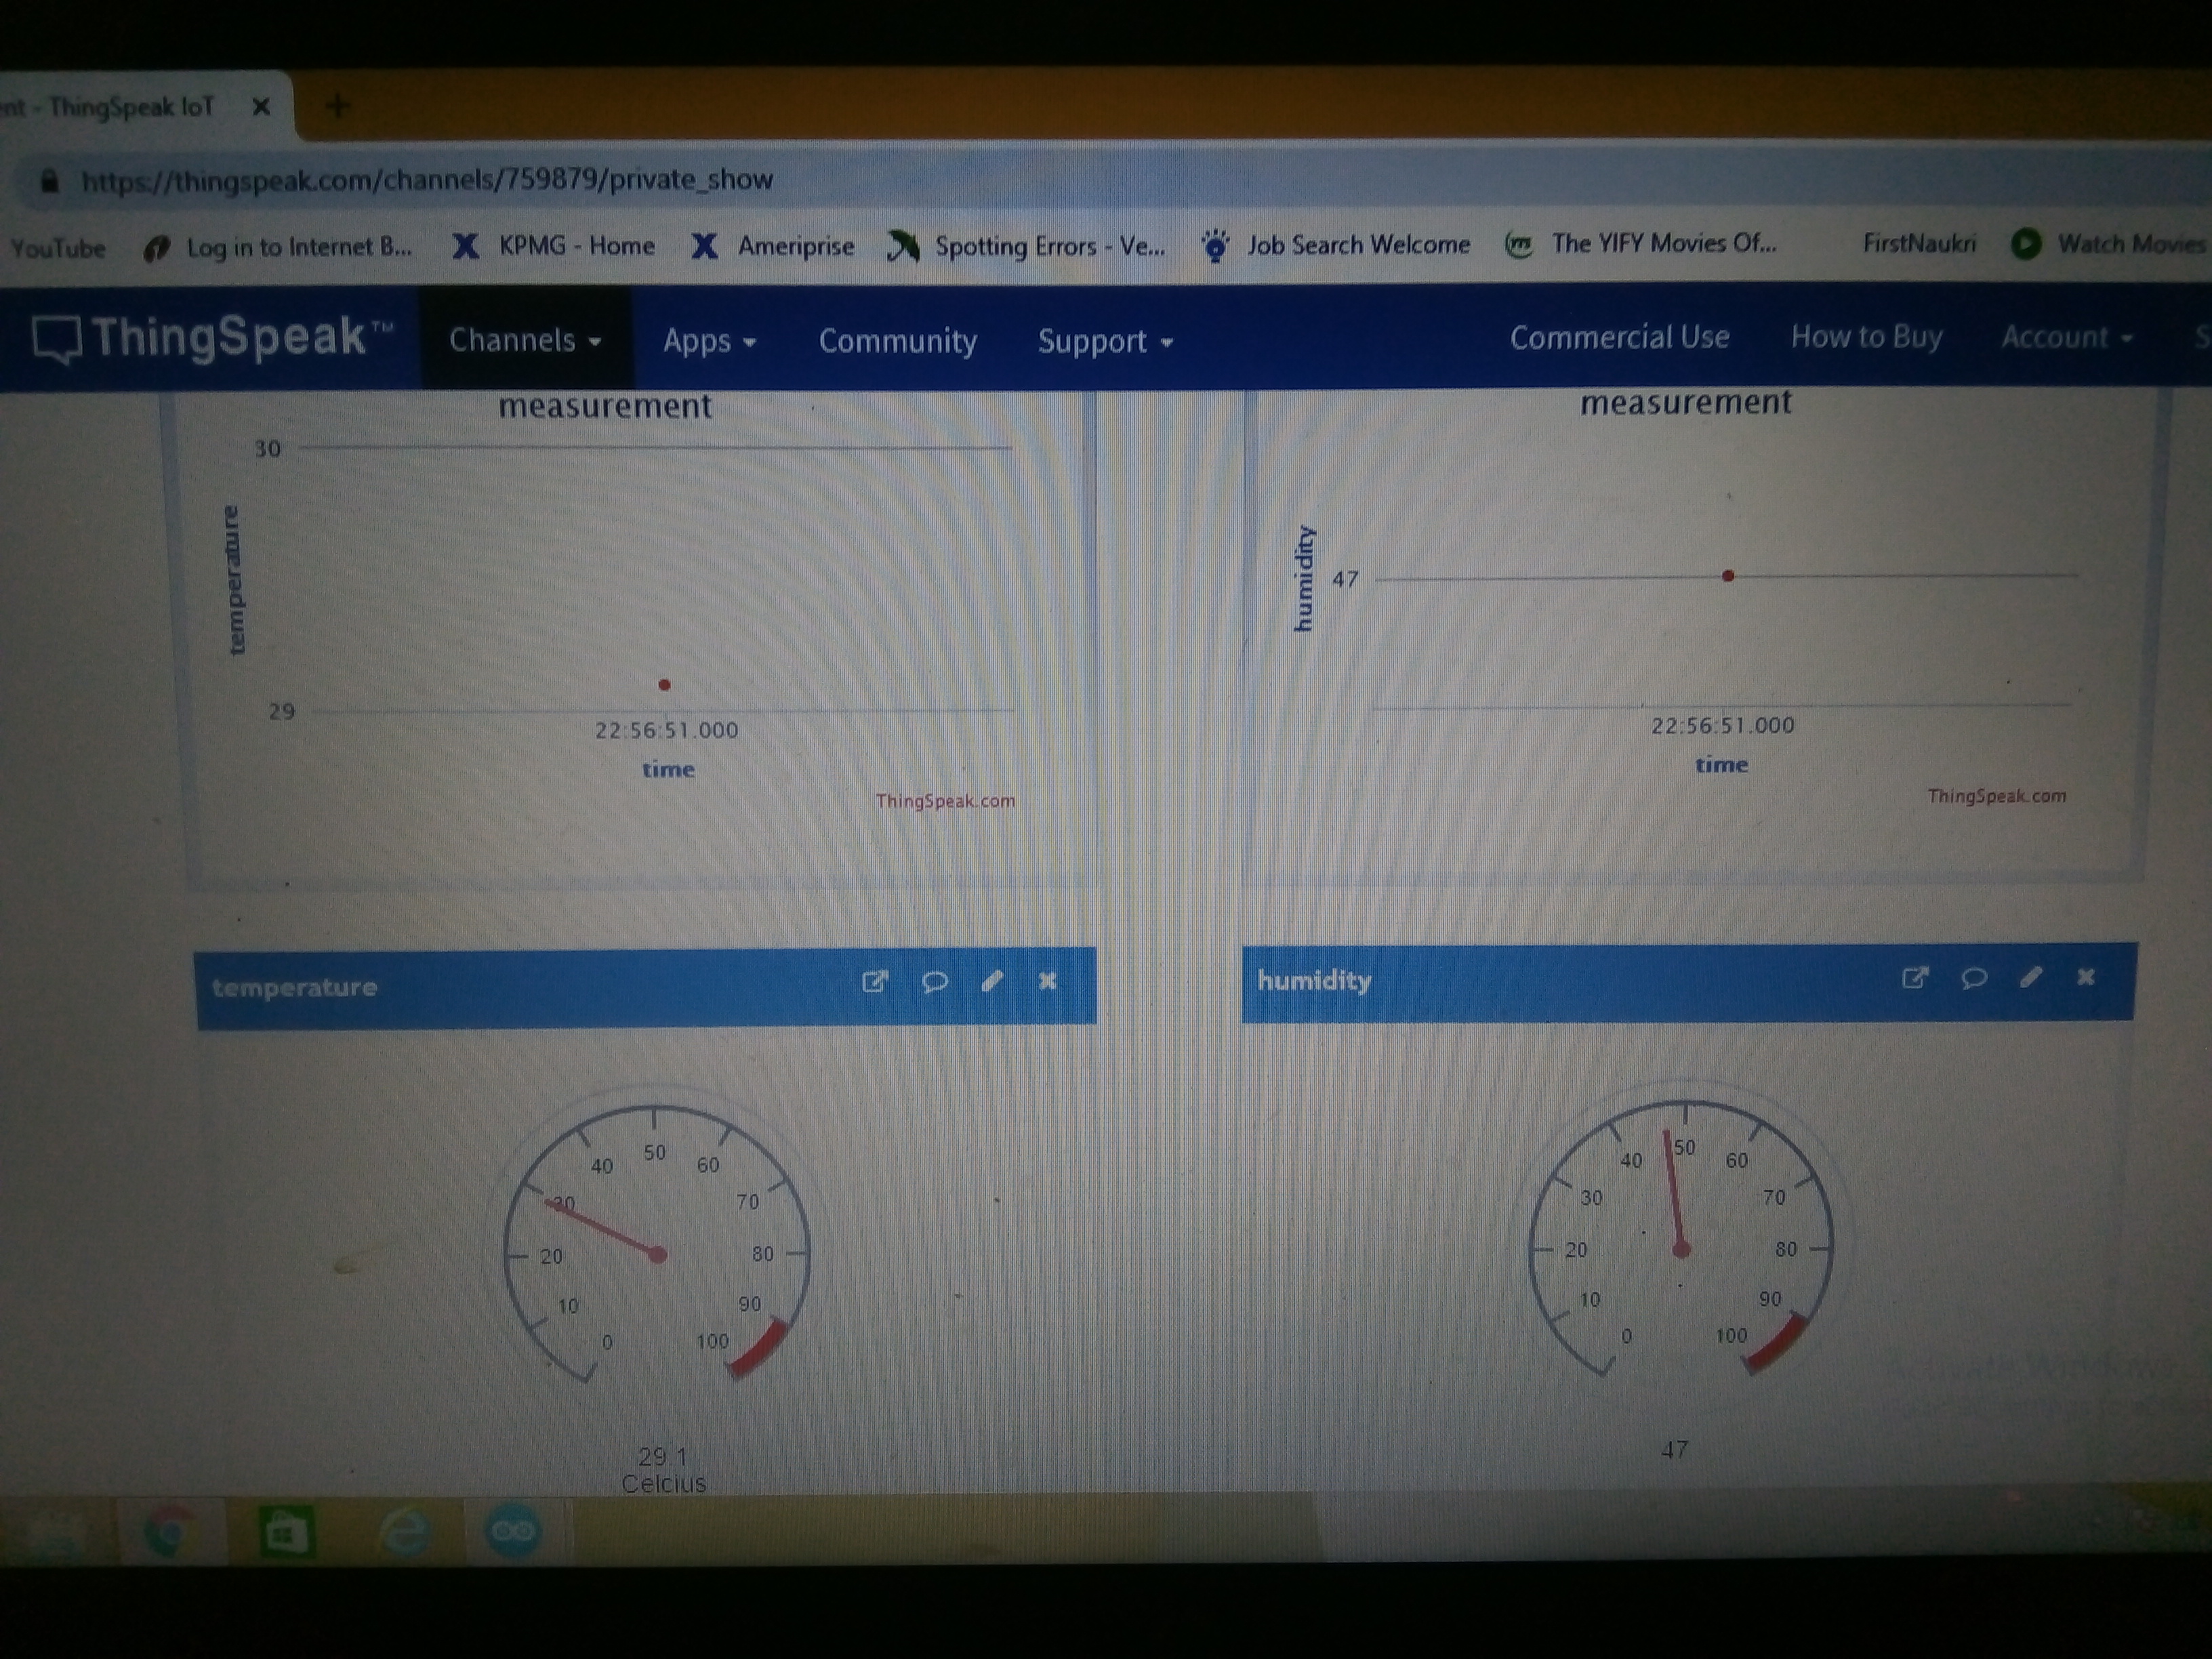 nt - ThingSpeak IoT
https://thingspeak.com/channels/759879/private_show
YouTube Log in to Internet B... KPMG - Home Ameriprise Spotting Errors - Ve... Job Search Welcome The YIFY Movies Of... FirstNaukri Watch Movies
ThingSpeak™ Channels Apps Community Support Commercial Use How to Buy Account S
measurement
30
temperature
29
22:56:51.000
time
ThingSpeak.com
measurement
humidity
47
22:56:51.000
time
ThingSpeak.com
temperature
0 10 20 30 40 50 60 70 80 90 100
29.1
Celcius
humidity
0 10 20 30 40 50 60 70 80 90 100
47